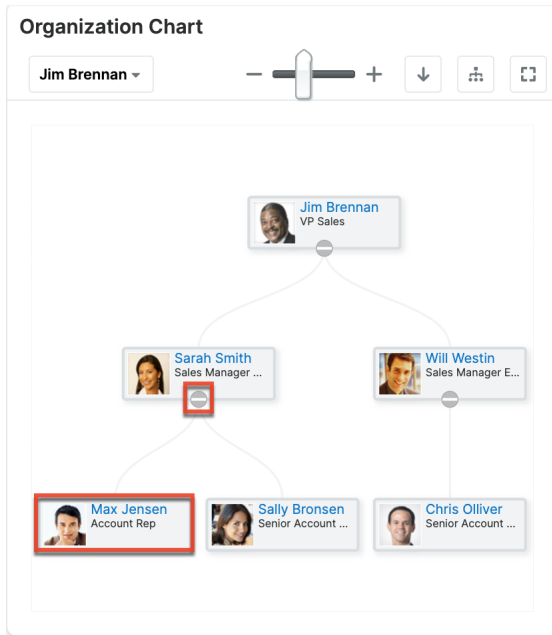 Organization Chart
Jim Brennan
Jim Brennan
VP Sales
Sarah Smith
Sales Manager ...
Will Westin
Sales Manager E...
Max Jensen
Account Rep
Sally Bronsen
Senior Account ...
Chris Olliver
Senior Account ...